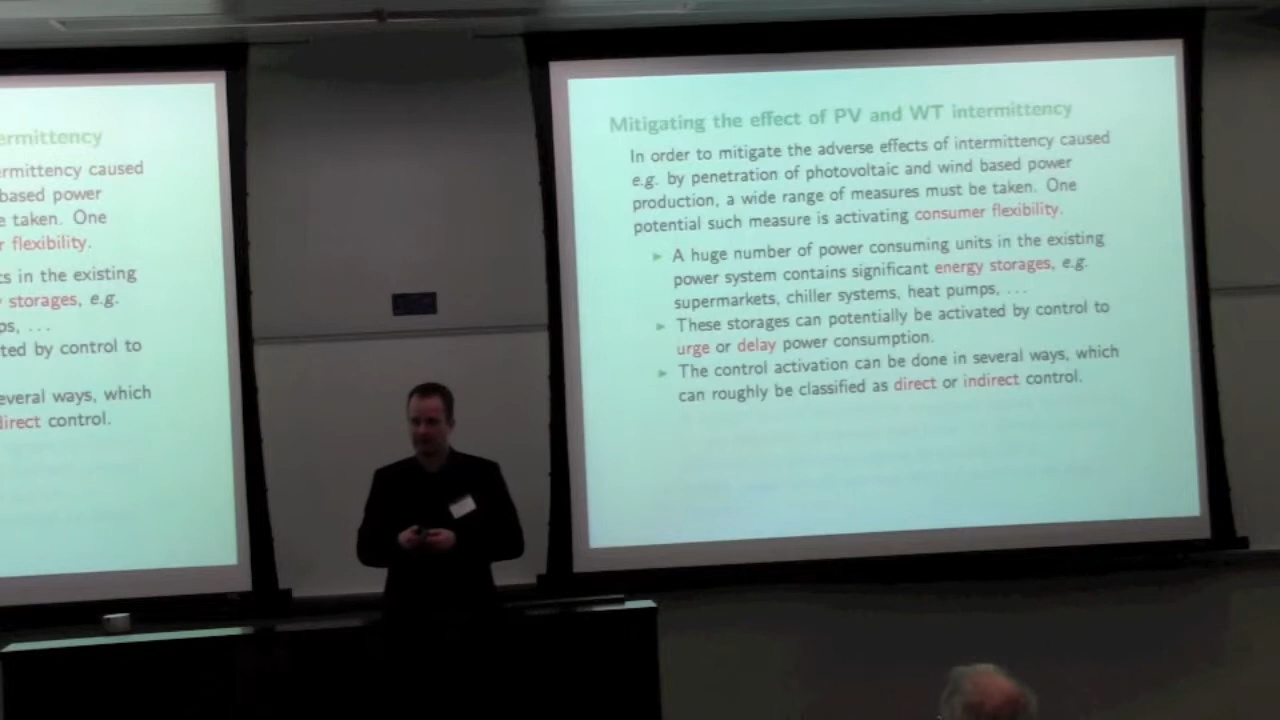 ermittency
ermittency caused
based power
e taken. One
r flexibility.
ts in the existing
storages, e.g.
ps, ...
ted by control to
everal ways, which
direct or control.
Mitigating the effect of PV and WT intermittency
In order to mitigate the adverse effects of intermittency caused
e.g. by penetration of photovoltaic and wind based power
production, a wide range of measures must be taken. One
potential such measure is activating consumer flexibility.
▶ A huge number of power consuming units in the existing
power system contains significant energy storages, e.g.
supermarkets, chiller systems, heat pumps, ...
▶ These storages can potentially be activated by control to
urge or delay power consumption.
▶ The control activation can be done in several ways, which
can roughly be classified as direct or indirect control.